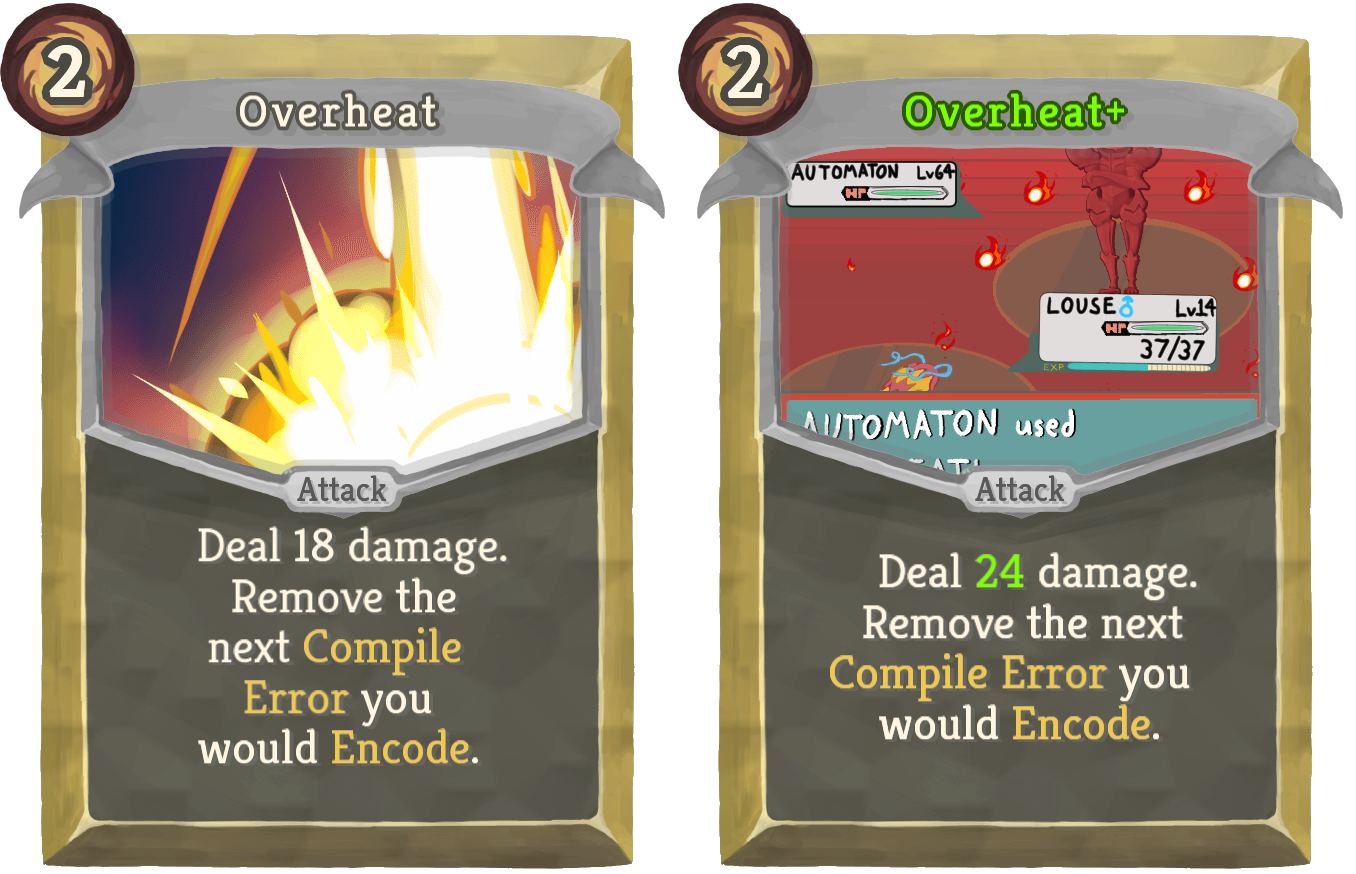 2
Overheat
Attack
Deal 18 damage.
Remove the
next Compile
Error you
would Encode.
2
Overheat+
AUTOMATON Lv64
HP
LOUSE♂ Lv14
HP
37/37
EXP
AUTOMATON used
Attack
Deal 24 damage.
Remove the next
Compile Error you
would Encode.